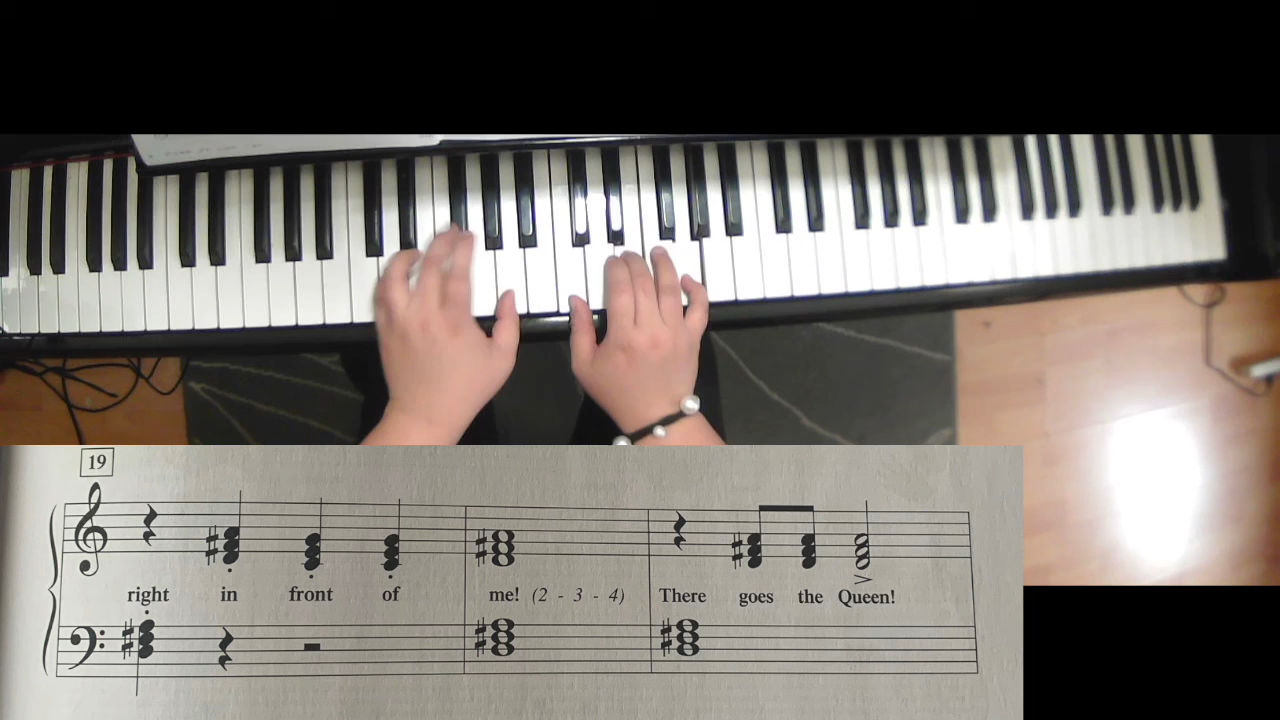 19
right in front of me! (2 - 3 - 4) There goes the Queen!